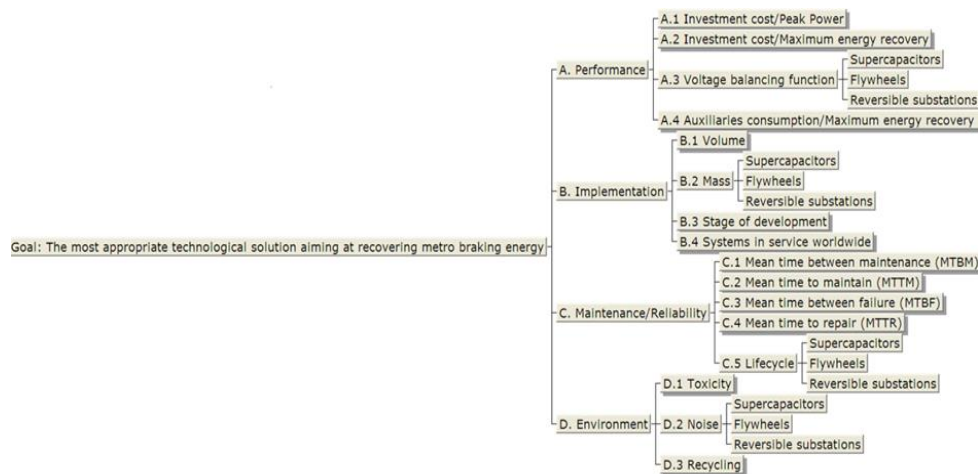 Goal: The most appropriate technological solution aiming at recovering metro braking energy
A. Performance
A.1 Investment cost/Peak Power
A.2 Investment cost/Maximum energy recovery
A.3 Voltage balancing function
Supercapacitors
Flywheels
Reversible substations
A.4 Auxiliaries consumption/Maximum energy recovery
B. Implementation
B.1 Volume
B.2 Mass
Supercapacitors
Flywheels
Reversible substations
B.3 Stage of development
B.4 Systems in service worldwide
C. Maintenance/Reliability
C.1 Mean time between maintenance (MTBM)
C.2 Mean time to maintain (MTTM)
C.3 Mean time between failure (MTBF)
C.4 Mean time to repair (MTTR)
C.5 Lifecycle
Supercapacitors
Flywheels
Reversible substations
D. Environment
D.1 Toxicity
D.2 Noise
Supercapacitors
Flywheels
Reversible substations
D.3 Recycling